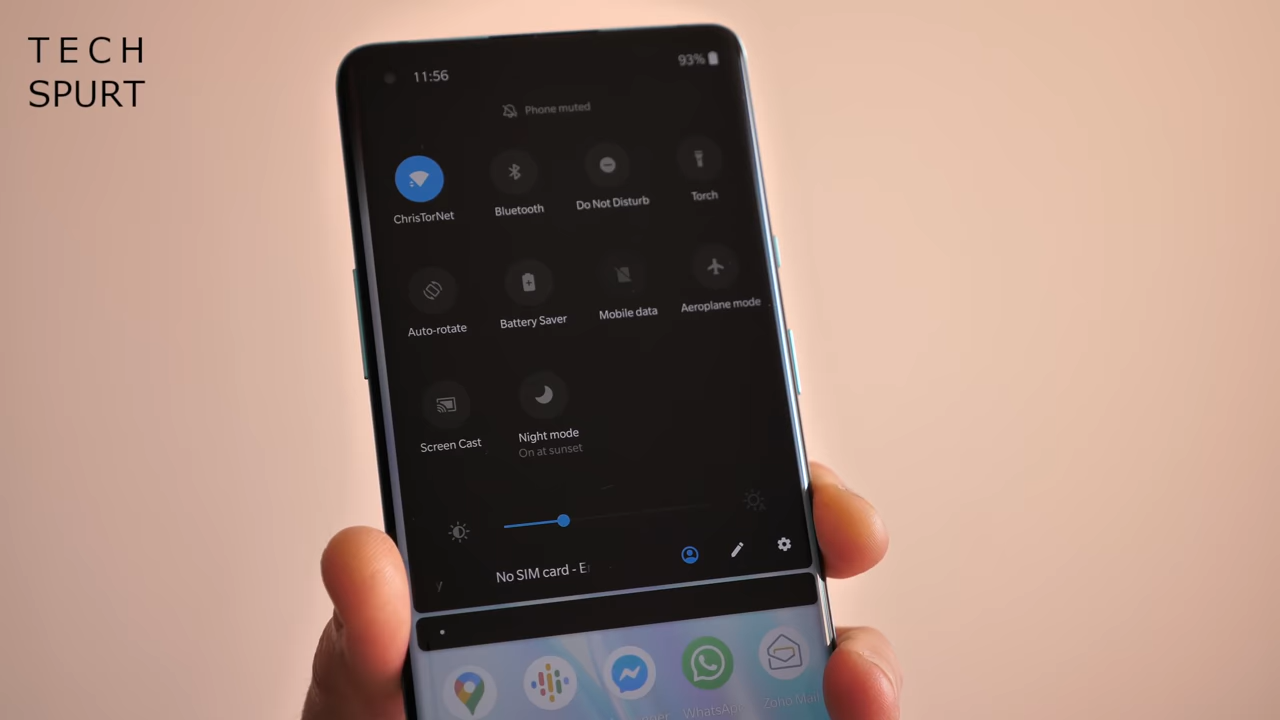 TECH
SPURT
11:56
93%
Phone muted
ChrisTorNet
Bluetooth
Do Not Disturb
Torch
Auto-rotate
Battery Saver
Mobile data
Aeroplane mode
Screen Cast
Night mode
On at sunset
No SIM card - E
WhatsApp
Zoho Mail